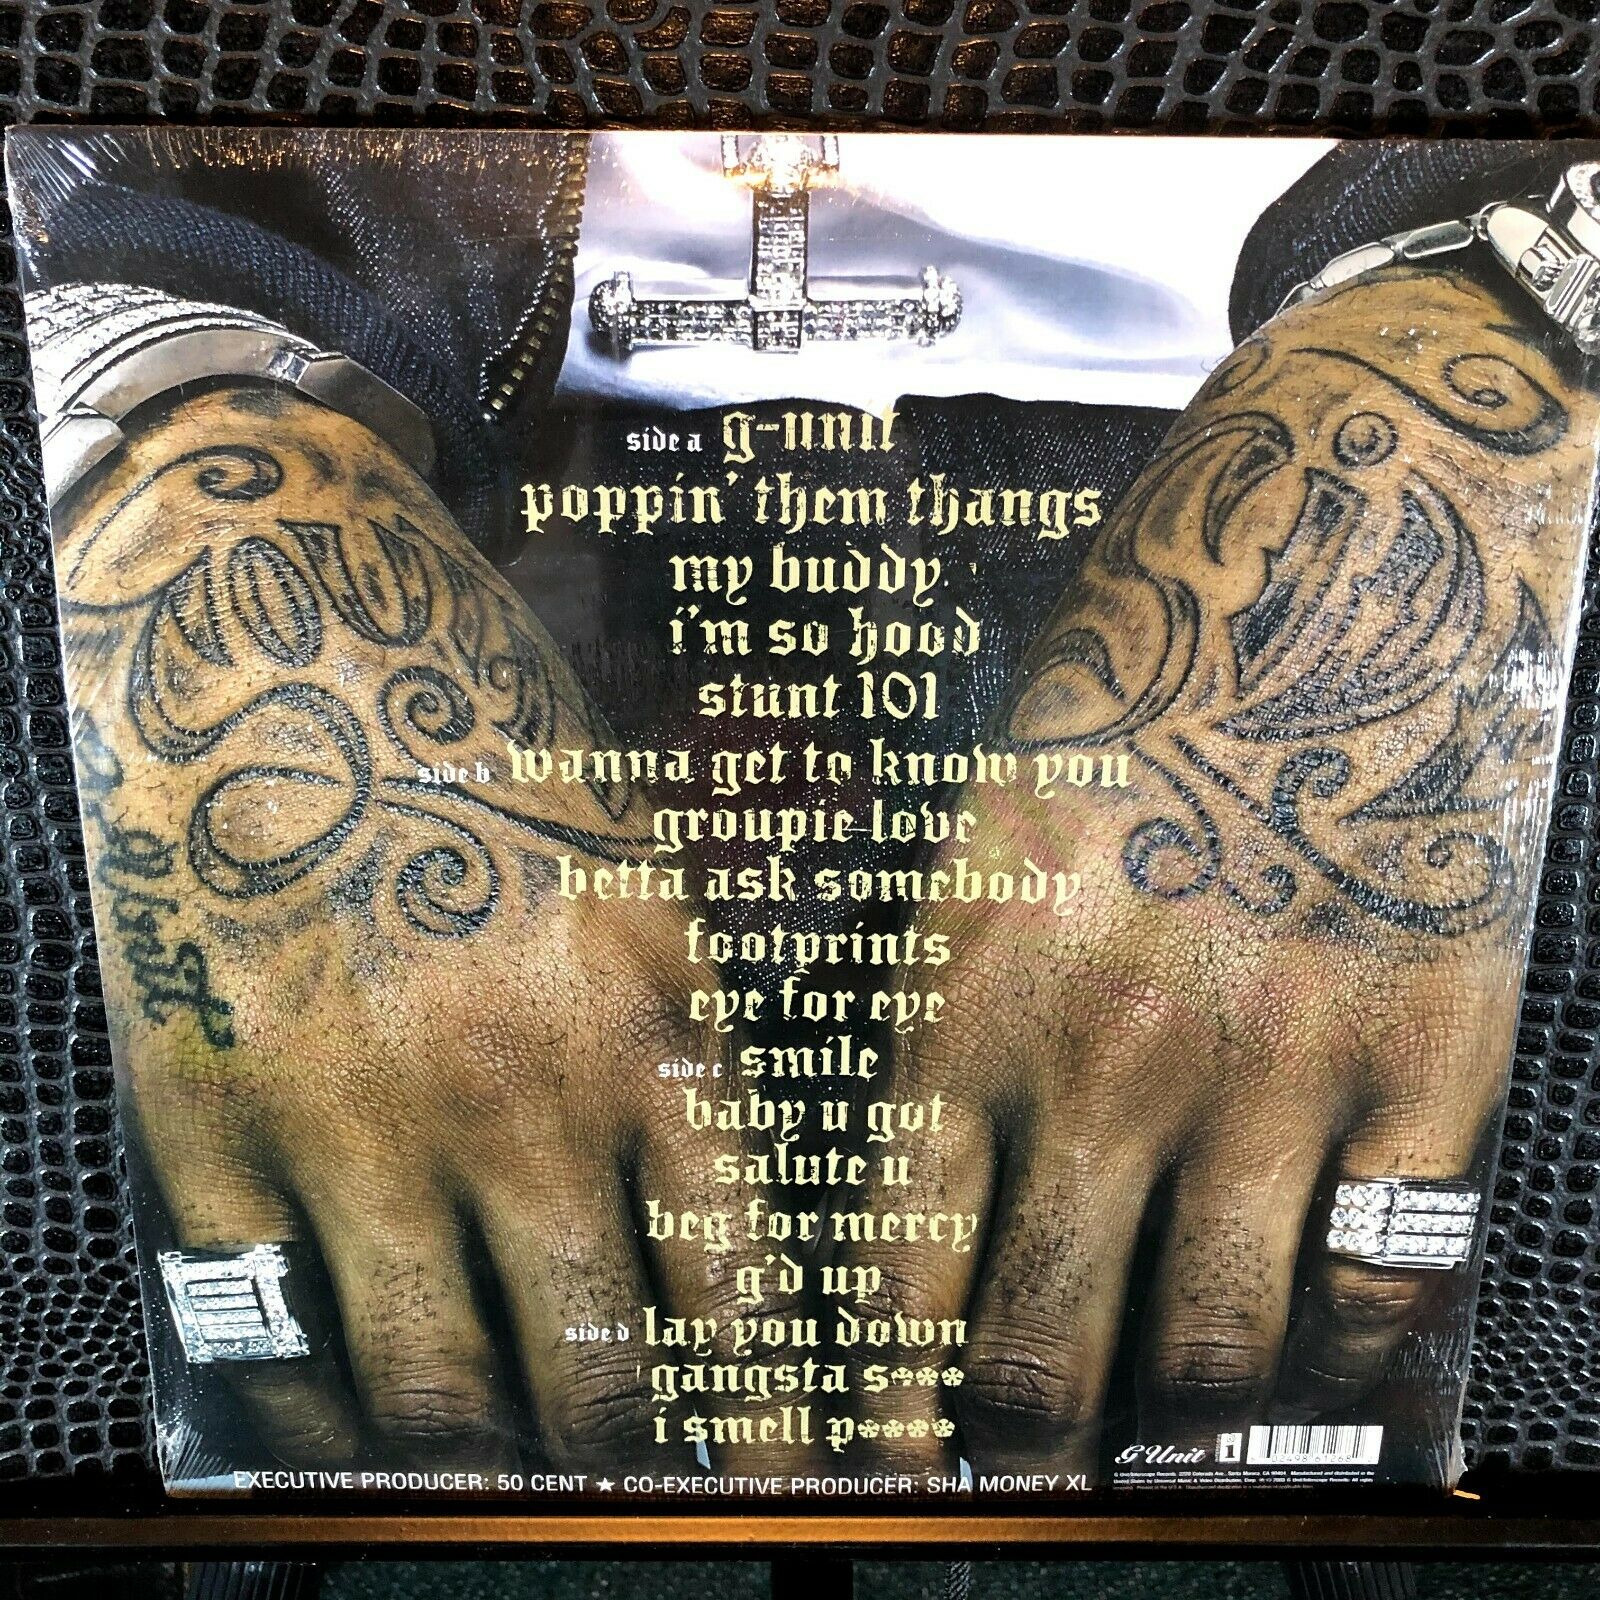 side a g-unit
poppin' them thangs
my buddy
i'm so hood
stunt 101
side b wanna get to know you
groupie love
betta ask somebody
footprints
eye for eye
side c smile
baby u got
salute u
beg for mercy
g'd up
side d lay you down
gangsta s***
i smell p****
EXECUTIVE PRODUCER: 50 CENT ★ CO-EXECUTIVE PRODUCER: SHA MONEY XL
G Unit